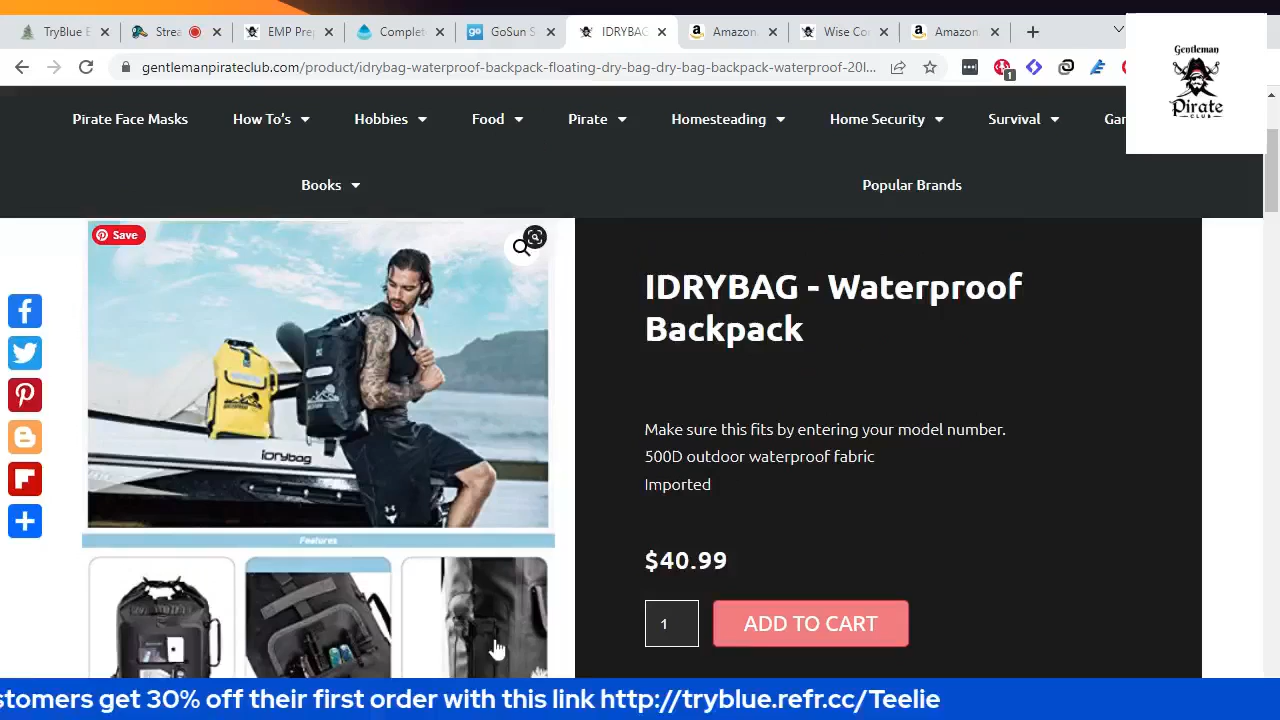 TryBlue E
Strea
EMP Prep
Complet
GoSun S
IDRYBAG
Amazon
Wise Co
Amazon
gentlemanpirateclub.com/product/idrybag-waterproof-backpack-floating-dry-bag-dry-bag-backpack-waterproof-20l...
1
Gentleman
Pirate
CLUB
Pirate Face Masks
How To's
Hobbies
Food
Pirate
Homesteading
Home Security
Survival
Gar
Books
Popular Brands
Save
idrybag
Features
IDRYBAG - Waterproof
Backpack
Make sure this fits by entering your model number.
500D outdoor waterproof fabric
Imported
$40.99
1
ADD TO CART
stomers get 30% off their first order with this link http://tryblue.refr.cc/Teelie